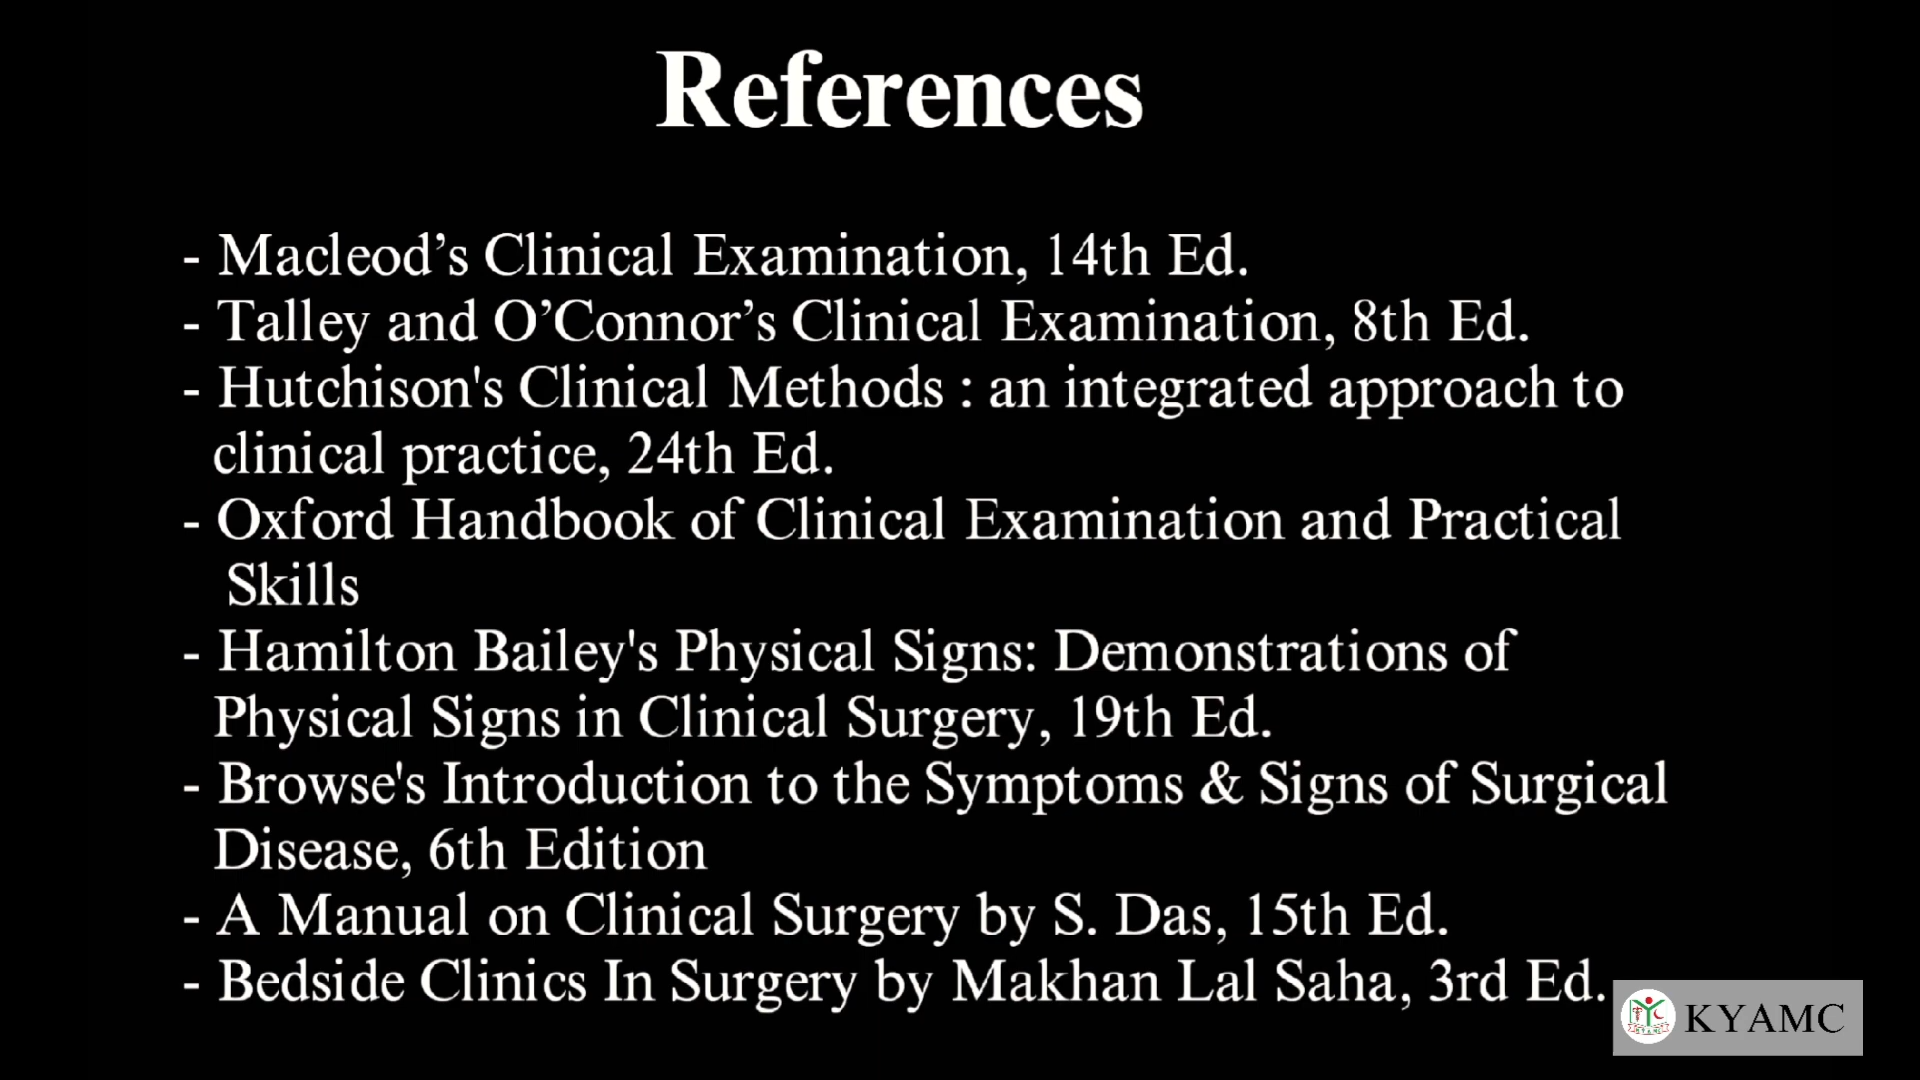 References
- Macleod’s Clinical Examination, 14th Ed.
- Talley and O’Connor’s Clinical Examination, 8th Ed.
- Hutchison's Clinical Methods : an integrated approach to
clinical practice, 24th Ed.
- Oxford Handbook of Clinical Examination and Practical
Skills
- Hamilton Bailey's Physical Signs: Demonstrations of
Physical Signs in Clinical Surgery, 19th Ed.
- Browse's Introduction to the Symptoms & Signs of Surgical
Disease, 6th Edition
- A Manual on Clinical Surgery by S. Das, 15th Ed.
- Bedside Clinics In Surgery by Makhan Lal Saha, 3rd Ed.
KYAMC